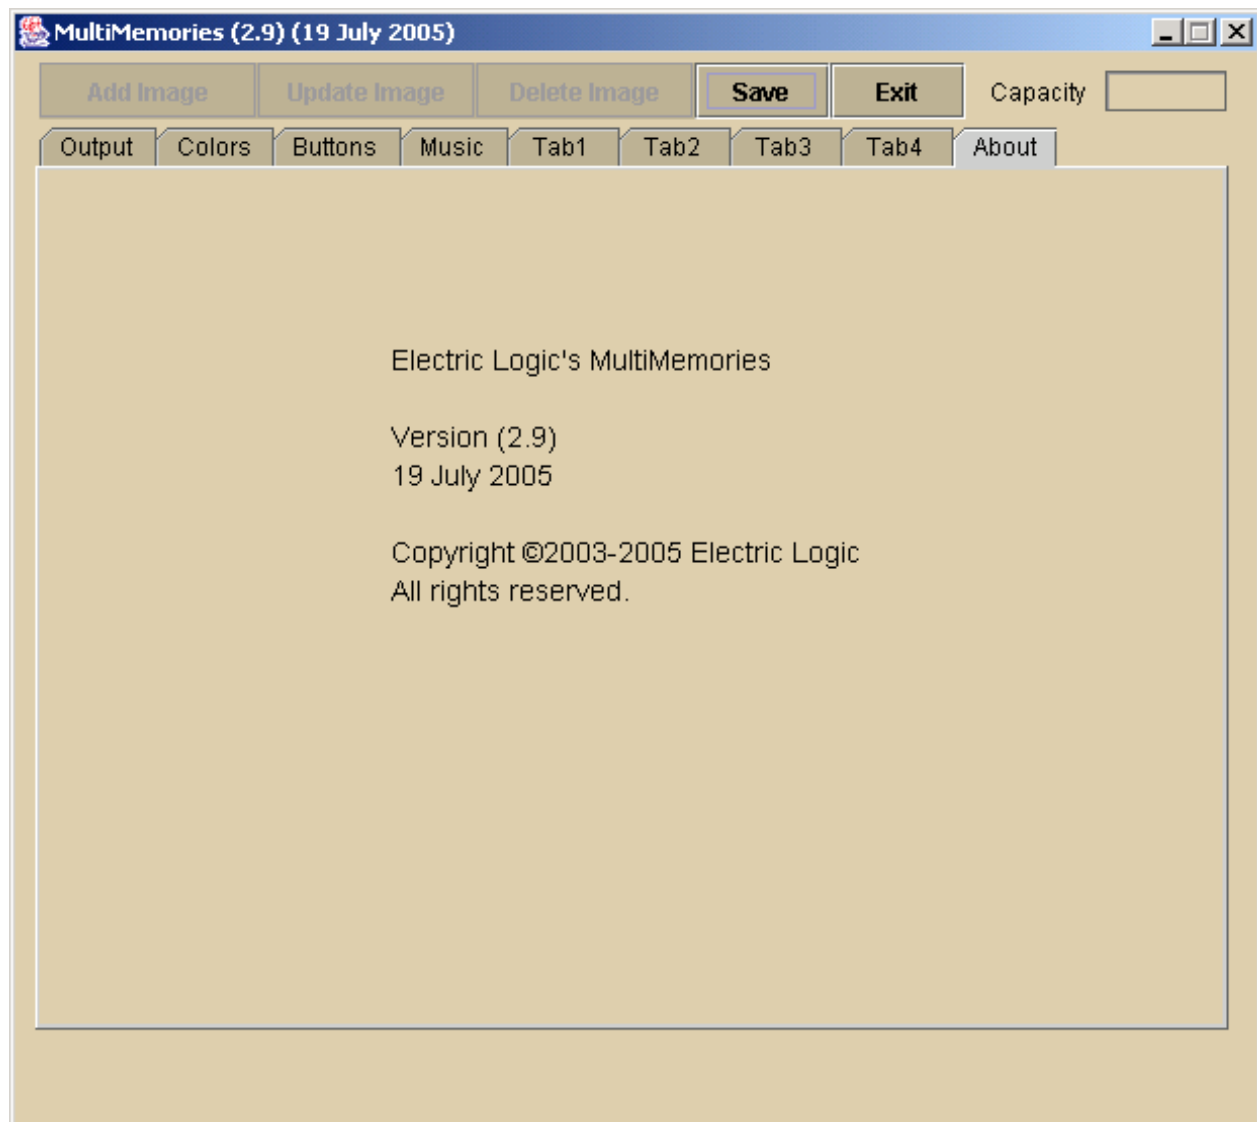 MultiMemories (2.9) (19 July 2005)
Add Image Update Image Delete Image Save Exit Capacity
Output Colors Buttons Music Tab1 Tab2 Tab3 Tab4 About
Electric Logic's MultiMemories
Version (2.9)
19 July 2005
Copyright ©2003-2005 Electric Logic
All rights reserved.